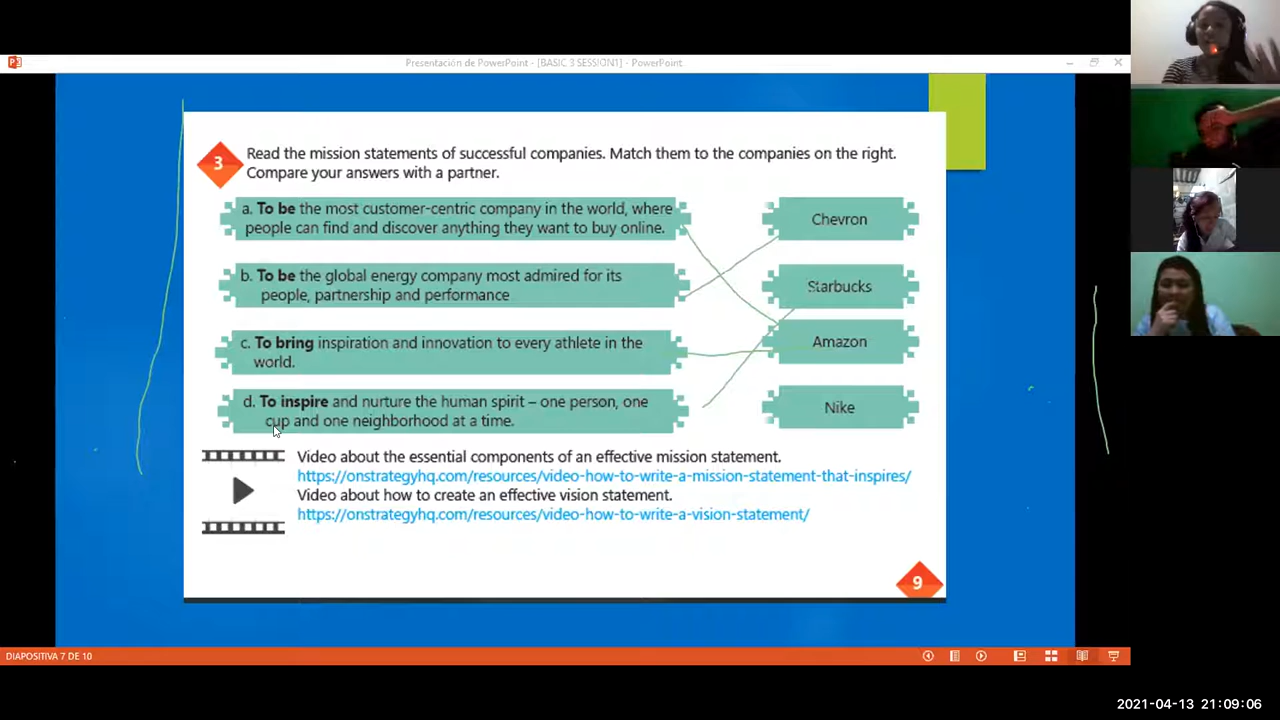 Presentación de PowerPoint - [BASIC 3 SESSION1] - PowerPoint
3
Read the mission statements of successful companies. Match them to the companies on the right.
Compare your answers with a partner.
a. To be the most customer-centric company in the world, where
people can find and discover anything they want to buy online.
Chevron
b. To be the global energy company most admired for its
people, partnership and performance
Starbucks
c. To bring inspiration and innovation to every athlete in the
world.
Amazon
d. To inspire and nurture the human spirit – one person, one
cup and one neighborhood at a time.
Nike
Video about the essential components of an effective mission statement.
https://onstrategyhq.com/resources/video-how-to-write-a-mission-statement-that-inspires/
Video about how to create an effective vision statement.
https://onstrategyhq.com/resources/video-how-to-write-a-vision-statement/
9
DIAPOSITIVA 7 DE 10
2021-04-13 21:09:06